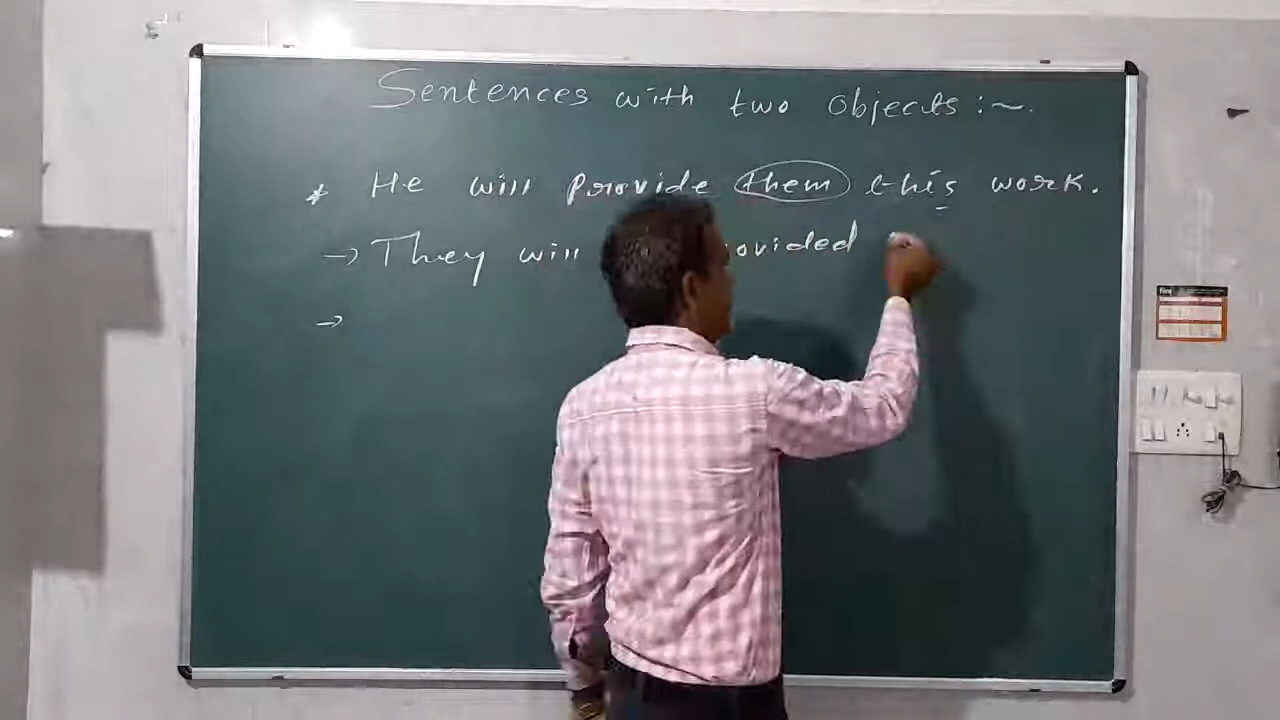 Sentences with two objects :~.
* He will provide them this work.
→ They will ovided
→